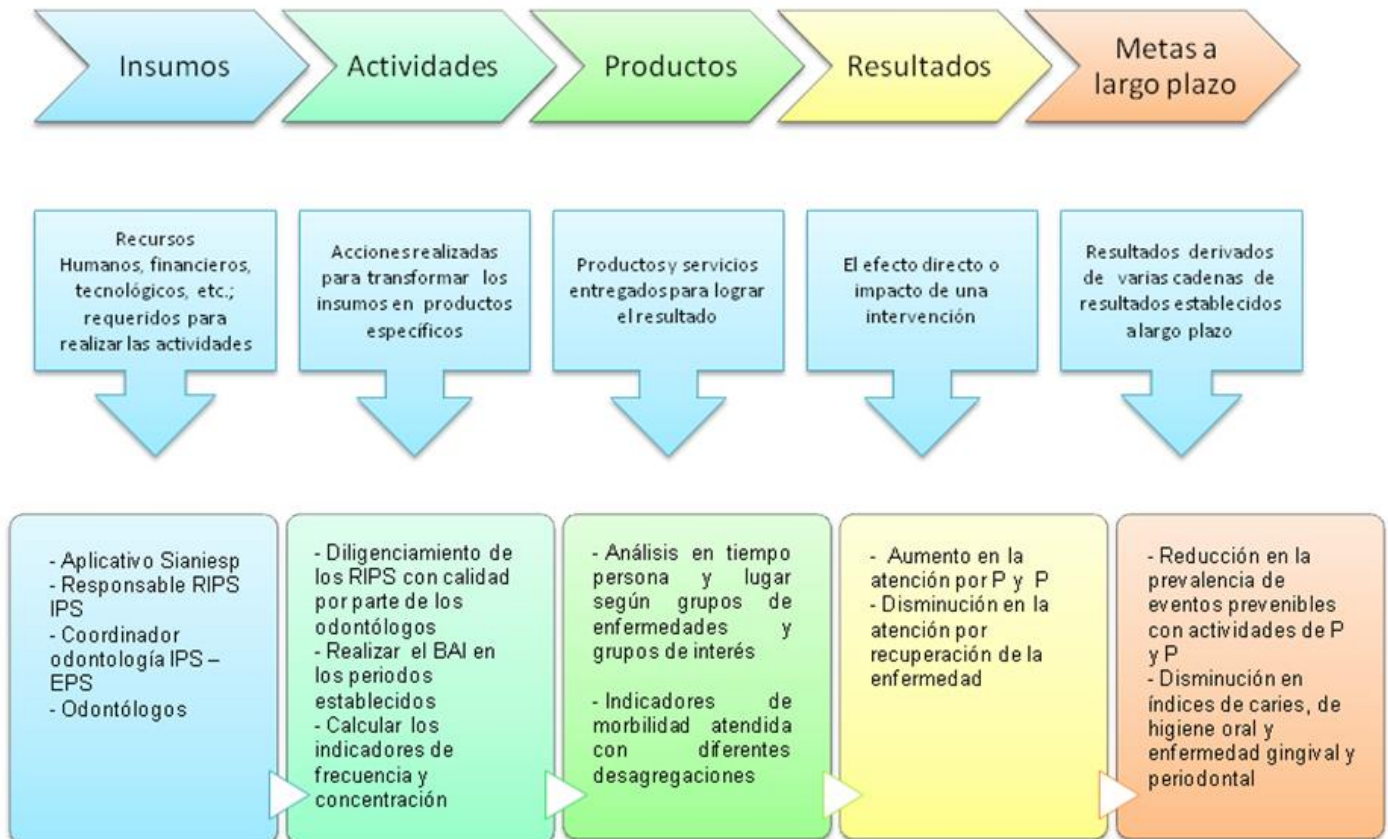 Insumos
Actividades
Productos
Resultados
Metas a
largo plazo
Recursos
Humanos, financieros,
tecnológicos, etc.;
requeridos para
realizar las actividades
Acciones realizadas
para transformar los
insumos en productos
específicos
Productos y servicios
entregados para lograr
el resultado
El efecto directo o
impacto de una
intervención
Resultados derivados
de varias cadenas de
resultados establecidos
a largo plazo
- Aplicativo Sianiesp
- Responsable RIPS
IPS
- Coordinador
odontología IPS –
EPS
- Odontólogos
- Diligenciamiento de
los RIPS con calidad
por parte de los
odontólogos
- Realizar el BAI en
los periodos
establecidos
- Calcular los
indicadores de
frecuencia y
concentración
- Análisis en tiempo
persona y lugar
según grupos de
enfermedades y
grupos de interés
- Indicadores de
morbilidad atendida
con diferentes
desagregaciones
- Aumento en la
atención por P y P
- Disminución en la
atención por
recuperación de la
enfermedad
- Reducción en la
prevalencia de
eventos prevenibles
con actividades de P
y P
- Disminución en
índices de caries, de
higiene oral y
enfermedad gingival y
periodontal